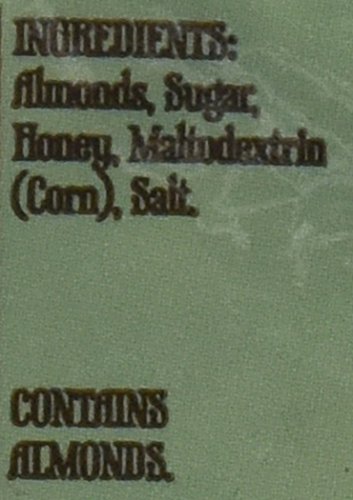 INGREDIENTS:
Almonds, Sugar,
Honey, Maltodextrin
(Corn), Salt.
CONTAINS
ALMONDS.